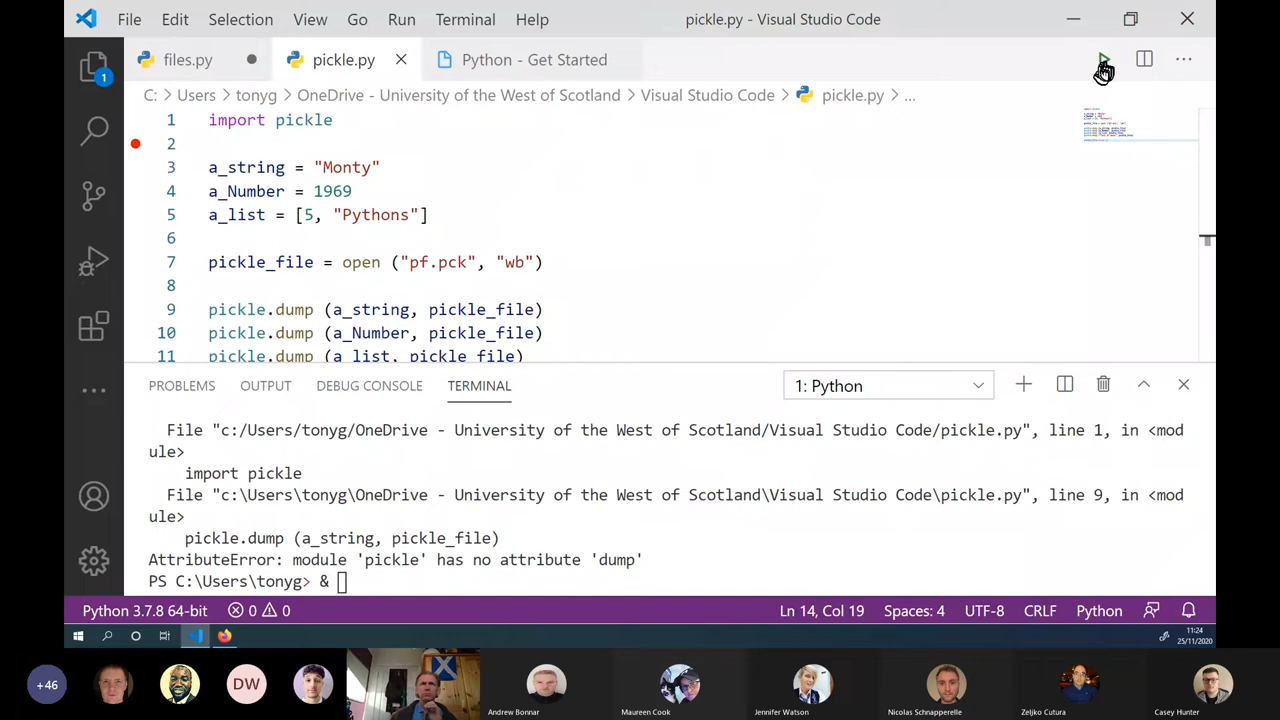 File Edit Selection View Go Run Terminal Help pickle.py - Visual Studio Code
files.py pickle.py Python - Get Started
C: > Users > tonyg > OneDrive - University of the West of Scotland > Visual Studio Code > pickle.py > ...
1 import pickle
2
3 a_string = "Monty"
4 a_Number = 1969
5 a_list = [5, "Pythons"]
6
7 pickle_file = open ("pf.pck", "wb")
8
9 pickle.dump (a_string, pickle_file)
10 pickle.dump (a_Number, pickle_file)
11 pickle.dump (a_list, pickle_file)
PROBLEMS OUTPUT DEBUG CONSOLE TERMINAL 1: Python
File "c:/Users/tonyg/OneDrive - University of the West of Scotland/Visual Studio Code/pickle.py", line 1, in <mod
ule>
import pickle
File "c:\Users\tonyg\OneDrive - University of the West of Scotland\Visual Studio Code\pickle.py", line 9, in <mod
ule>
pickle.dump (a_string, pickle_file)
AttributeError: module 'pickle' has no attribute 'dump'
PS C:\Users\tonyg> &
Python 3.7.8 64-bit 0 0 Ln 14, Col 19 Spaces: 4 UTF-8 CRLF Python
11:24
25/11/2020
+46 DW
Andrew Bonnar Maureen Cook Jennifer Watson Nicolas Schnapperelle Zeljko Cutura Casey Hunter